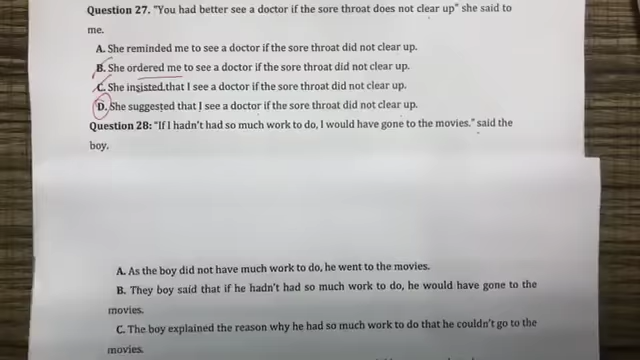 Question 27. "You had better see a doctor if the sore throat does not clear up" she said to
me.
A. She reminded me to see a doctor if the sore throat did not clear up.
B. She ordered me to see a doctor if the sore throat did not clear up.
C. She insisted that I see a doctor if the sore throat did not clear up.
D. She suggested that I see a doctor if the sore throat did not clear up.
Question 28: "If I hadn't had so much work to do, I would have gone to the movies." said the
boy.
A. As the boy did not have much work to do, he went to the movies.
B. They boy said that if he hadn't had so much work to do, he would have gone to the
movies.
C. The boy explained the reason why he had so much work to do that he couldn't go to the
movies.